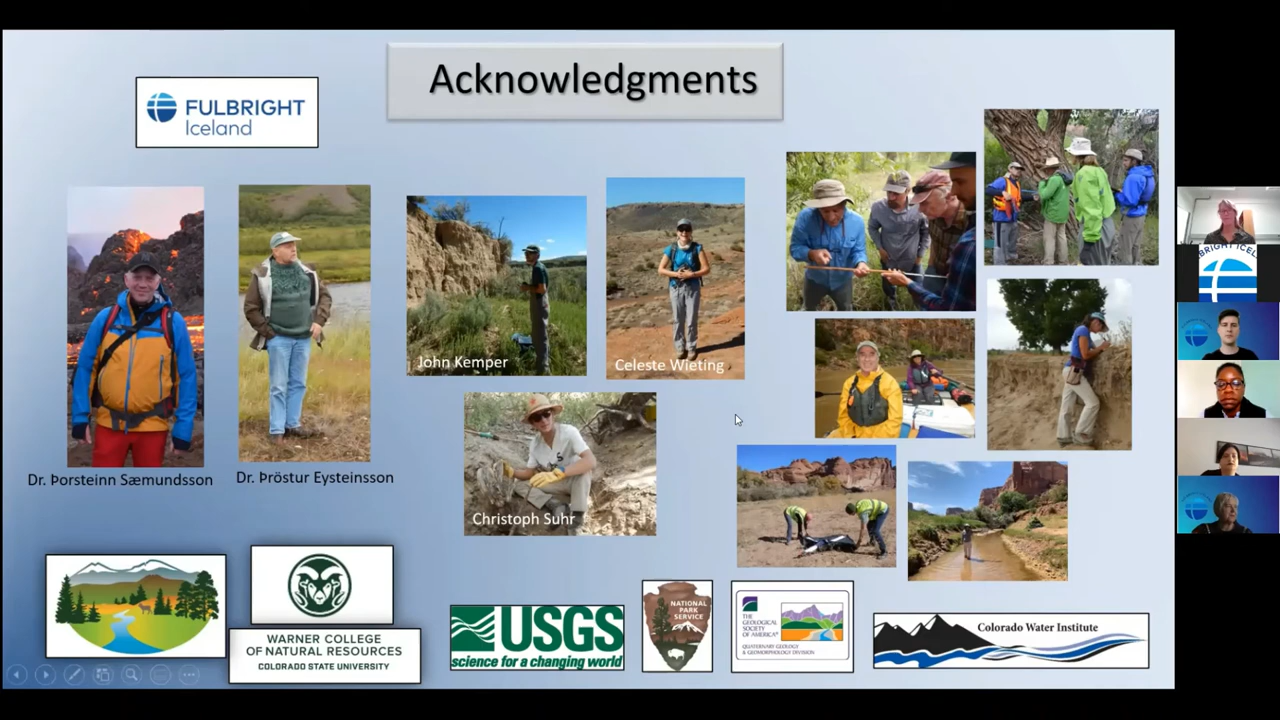 Acknowledgments
FULBRIGHT
Iceland
Dr. Þorsteinn Sæmundsson
Dr. Þröstur Eysteinsson
John Kemper
Celeste Wieting
Christoph Suhr
WARNER COLLEGE
OF NATURAL RESOURCES
COLORADO STATE UNIVERSITY
USGS
science for a changing world
NATIONAL
PARK
SERVICE
THE
GEOLOGICAL
SOCIETY
OF AMERICA®
QUATERNARY GEOLOGY
& GEOMORPHOLOGY DIVISION
Colorado Water Institute